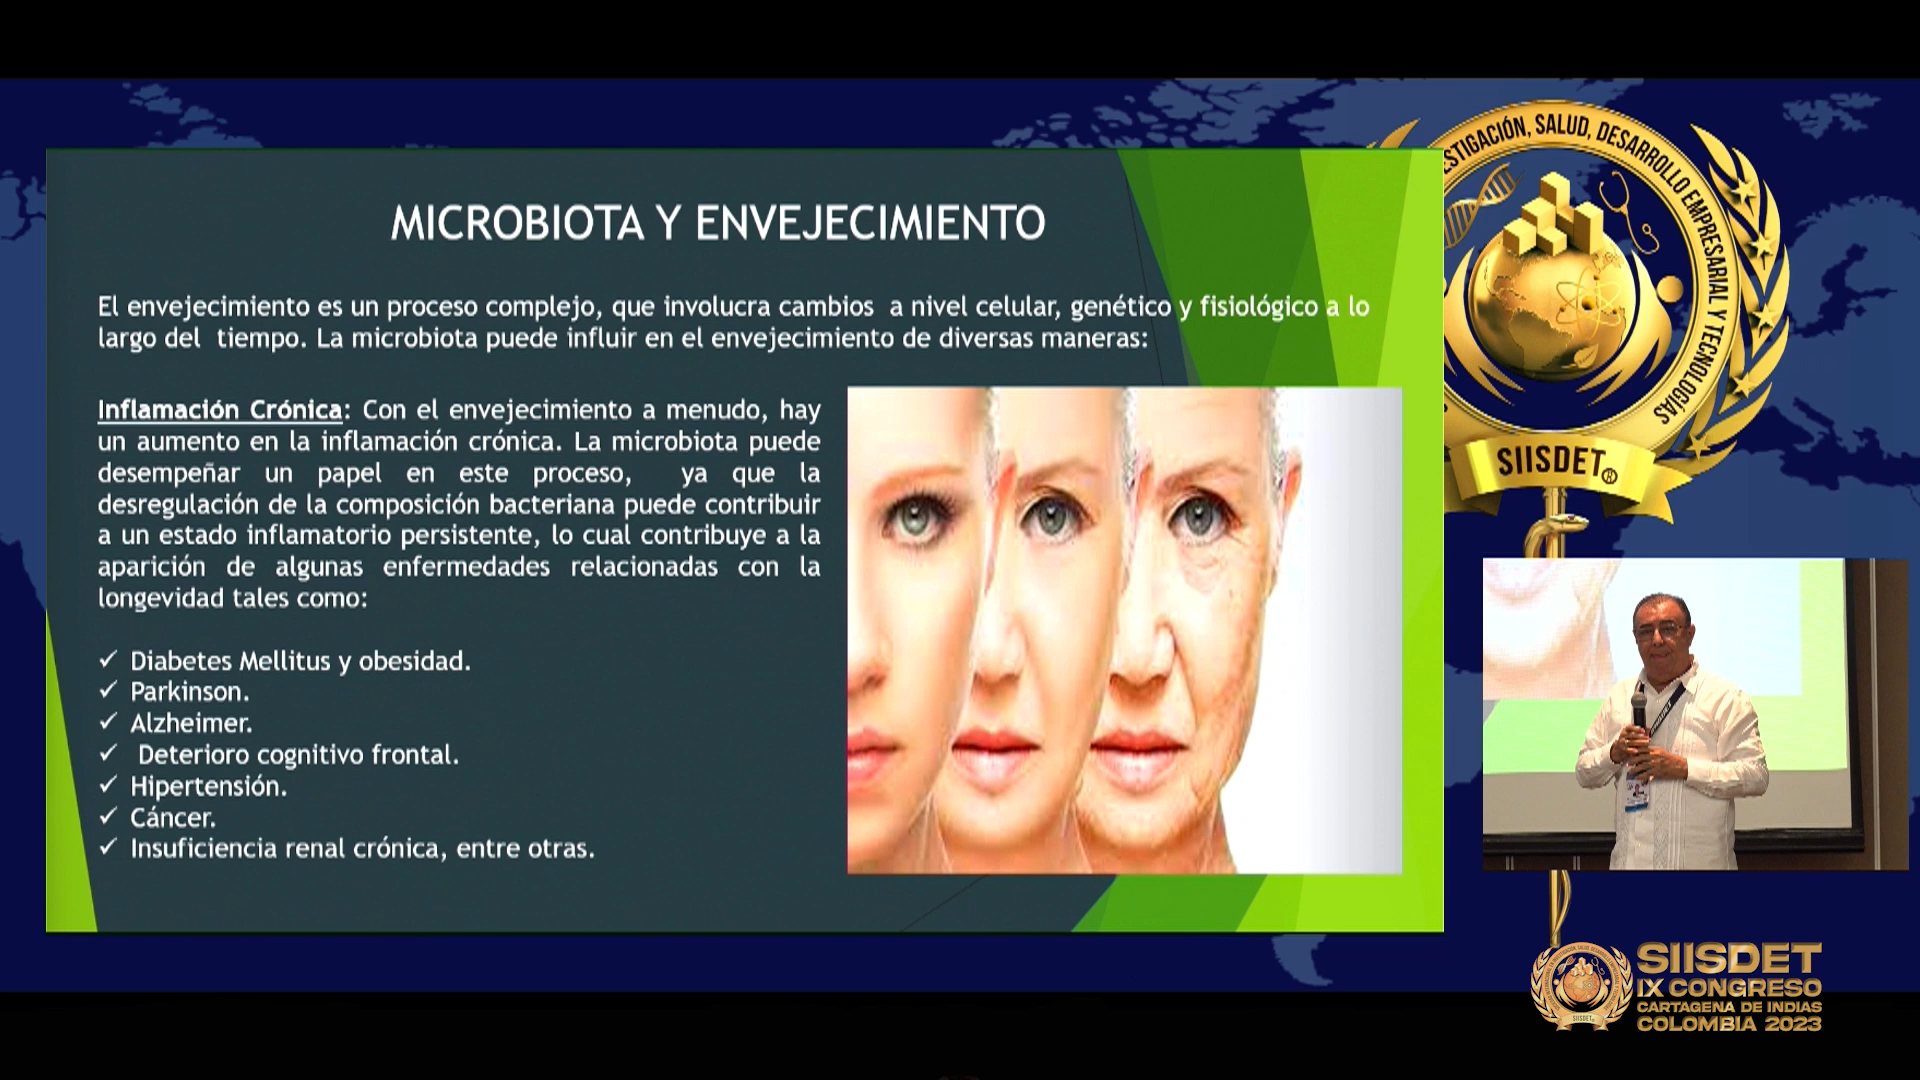 MICROBIOTA Y ENVEJECIMIENTO
El envejecimiento es un proceso complejo, que involucra cambios a nivel celular, genético y fisiológico a lo
largo del tiempo. La microbiota puede influir en el envejecimiento de diversas maneras:
Inflamación Crónica: Con el envejecimiento a menudo, hay
un aumento en la inflamación crónica. La microbiota puede
desempeñar un papel en este proceso, ya que la
desregulación de la composición bacteriana puede contribuir
a un estado inflamatorio persistente, lo cual contribuye a la
aparición de algunas enfermedades relacionadas con la
longevidad tales como:
✓ Diabetes Mellitus y obesidad.
✓ Parkinson.
✓ Alzheimer.
✓ Deterioro cognitivo frontal.
✓ Hipertensión.
✓ Cáncer.
✓ Insuficiencia renal crónica, entre otras.
ESTIGACIÓN, SALUD, DESARROLLO EMPRESARIAL Y TECNOLOGÍAS
SIISDET®
SIISDET
IX CONGRESO
CARTAGENA DE INDIAS
COLOMBIA 2023